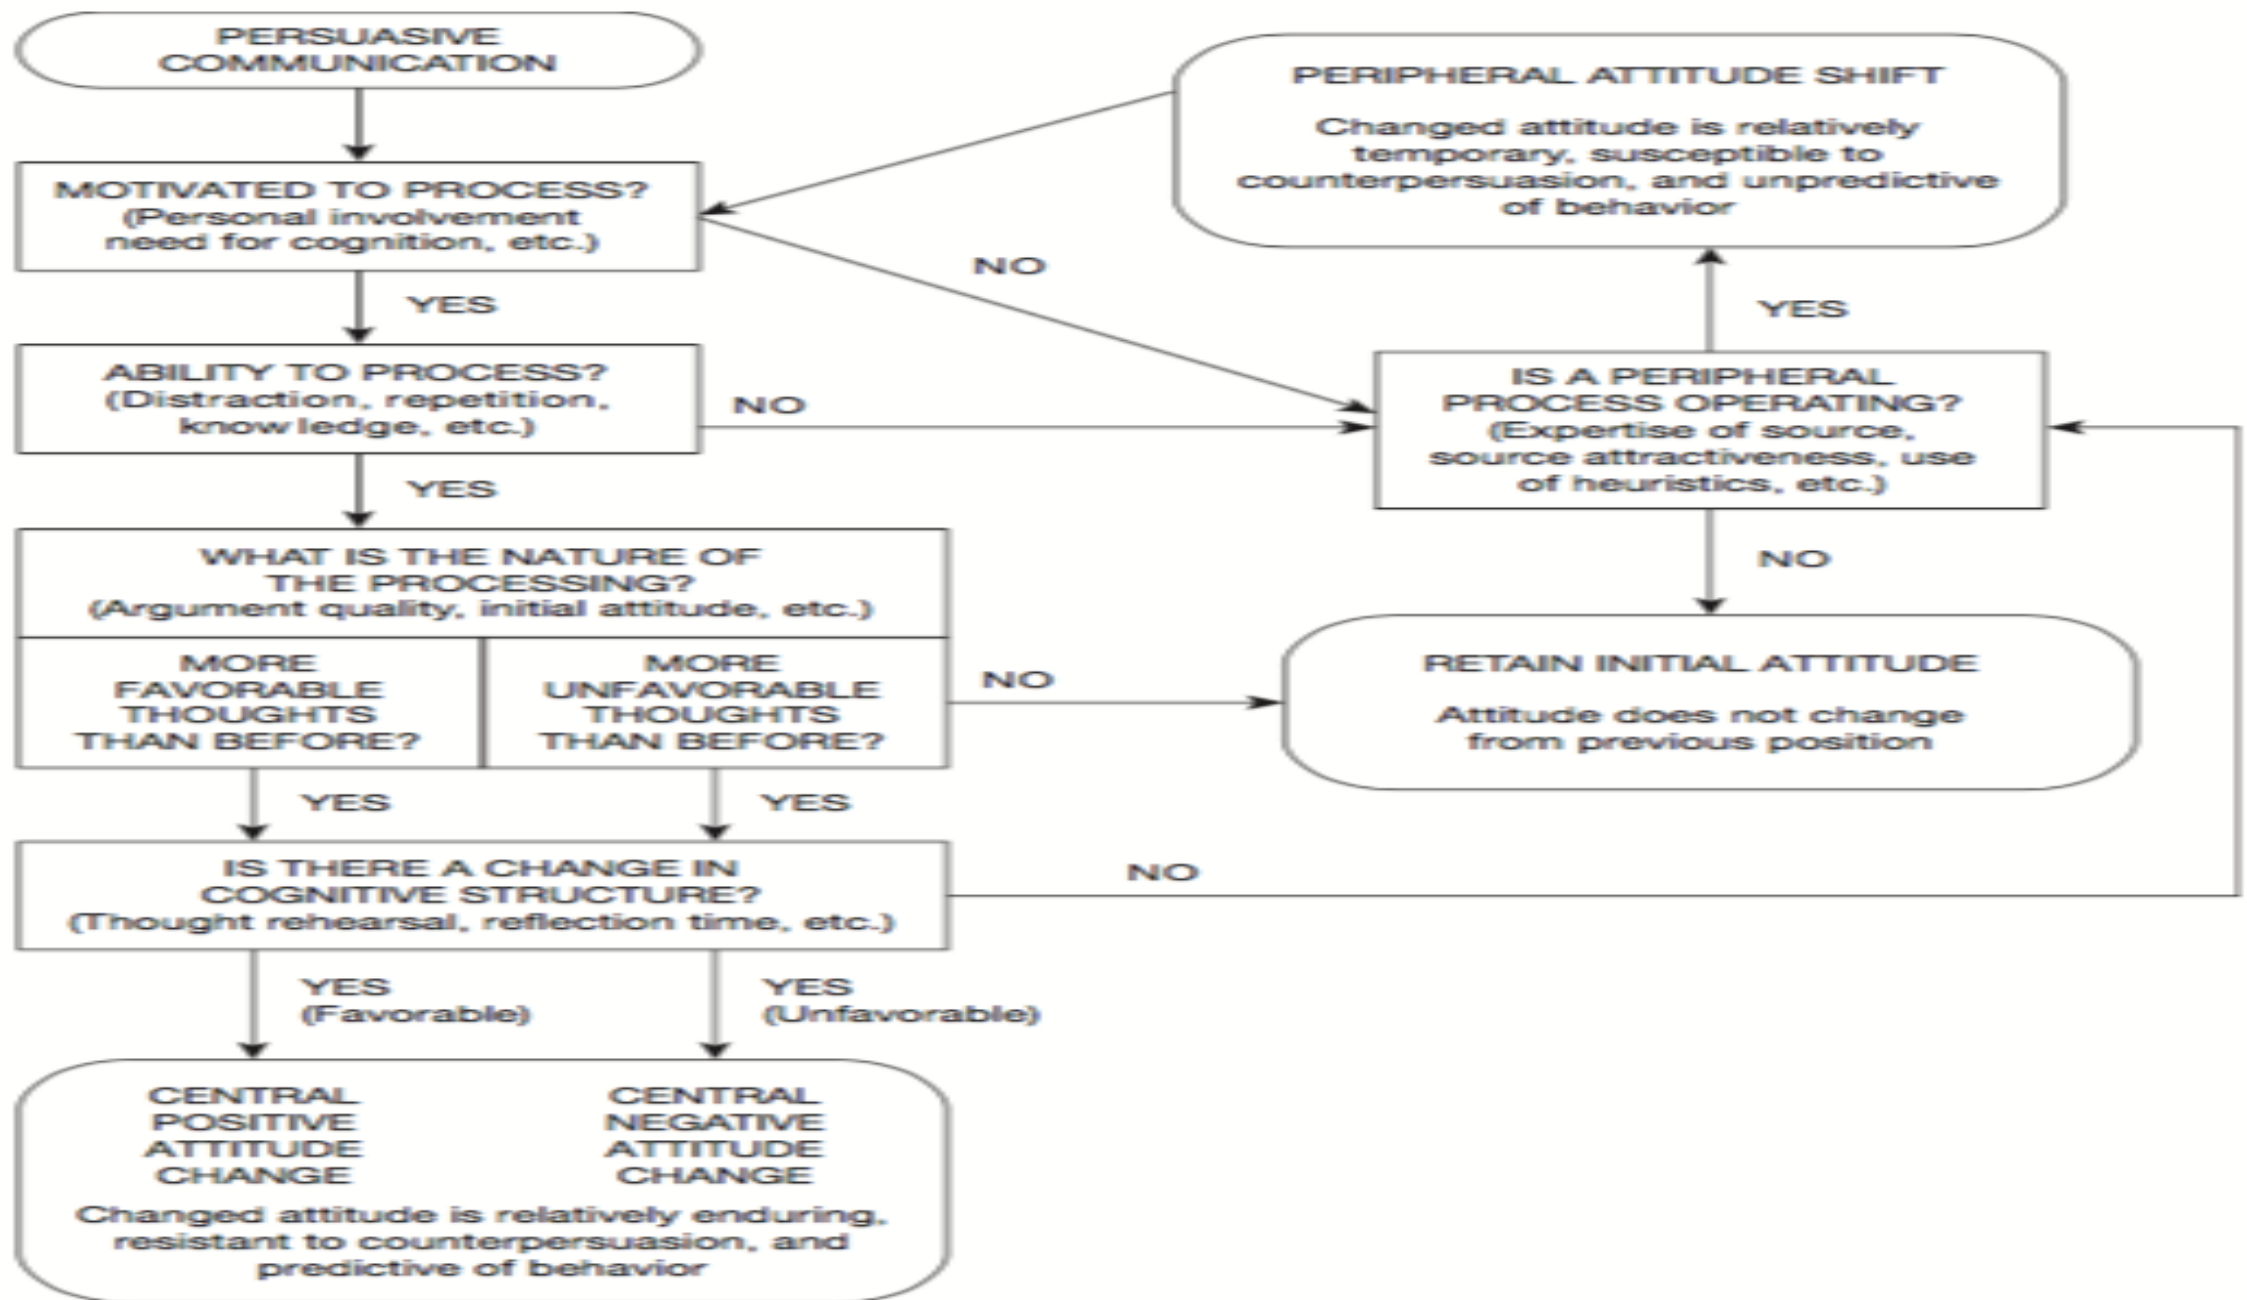 PERSUASIVE
COMMUNICATION
MOTIVATED TO PROCESS?
(Personal involvement
need for cognition, etc.)
YES
ABILITY TO PROCESS?
(Distraction, repetition,
know ledge, etc.)
YES
WHAT IS THE NATURE OF
THE PROCESSING?
(Argument quality, initial attitude, etc.)
MORE
FAVORABLE
THOUGHTS
THAN BEFORE?
MORE
UNFAVORABLE
THOUGHTS
THAN BEFORE?
YES
YES
IS THERE A CHANGE IN
COGNITIVE STRUCTURE?
(Thought rehearsal, reflection time, etc.)
YES
(Favorable)
YES
(Unfavorable)
CENTRAL
POSITIVE
ATTITUDE
CHANGE
CENTRAL
NEGATIVE
ATTITUDE
CHANGE
Changed attitude is relatively enduring,
resistant to counterpersuasion, and
predictive of behavior
PERIPHERAL ATTITUDE SHIFT
Changed attitude is relatively
temporary, susceptible to
counterpersuasion, and unpredictive
of behavior
NO
YES
NO
IS A PERIPHERAL
PROCESS OPERATING?
(Expertise of source,
source attractiveness, use
of heuristics, etc.)
NO
NO
RETAIN INITIAL ATTITUDE
Attitude does not change
from previous position
NO